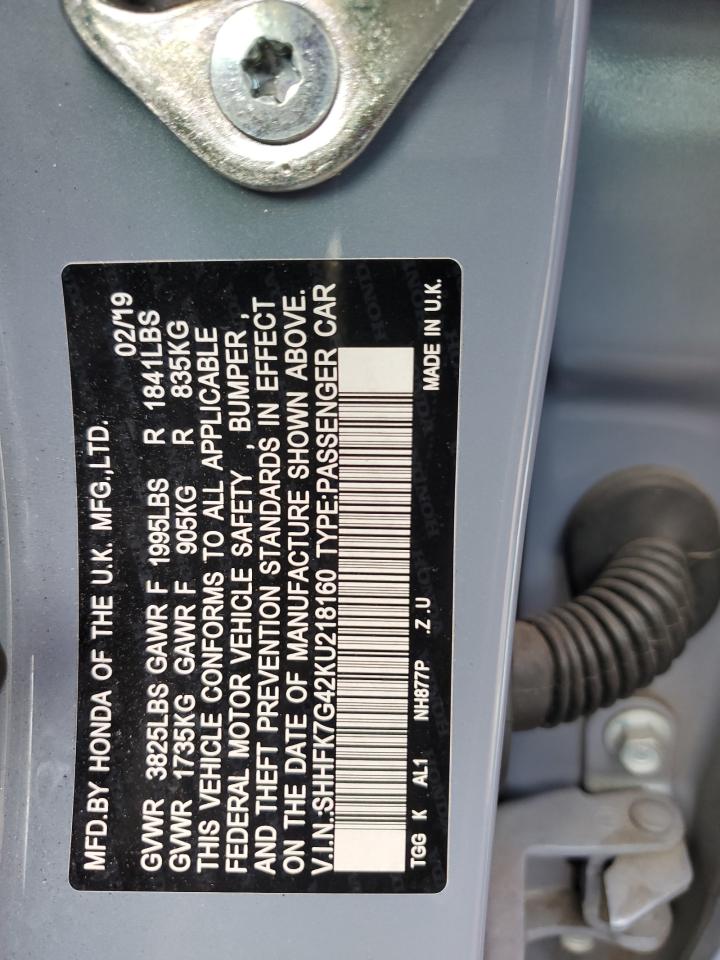 MFD.BY HONDA OF THE U.K. MFG.,LTD. 02/19
GVWR 3825LBS GAWR F 1995LBS R 1841LBS
GVWR 1735KG GAWR F 905KG R 835KG
THIS VEHICLE CONFORMS TO ALL APPLICABLE
FEDERAL MOTOR VEHICLE SAFETY , BUMPER ,
AND THEFT PREVENTION STANDARDS IN EFFECT
ON THE DATE OF MANUFACTURE SHOWN ABOVE.
V.I.N.:SHHFK7G42KU218160 TYPE:PASSENGER CAR
TGG K AL1 NH877P .Z .U MADE IN U.K.